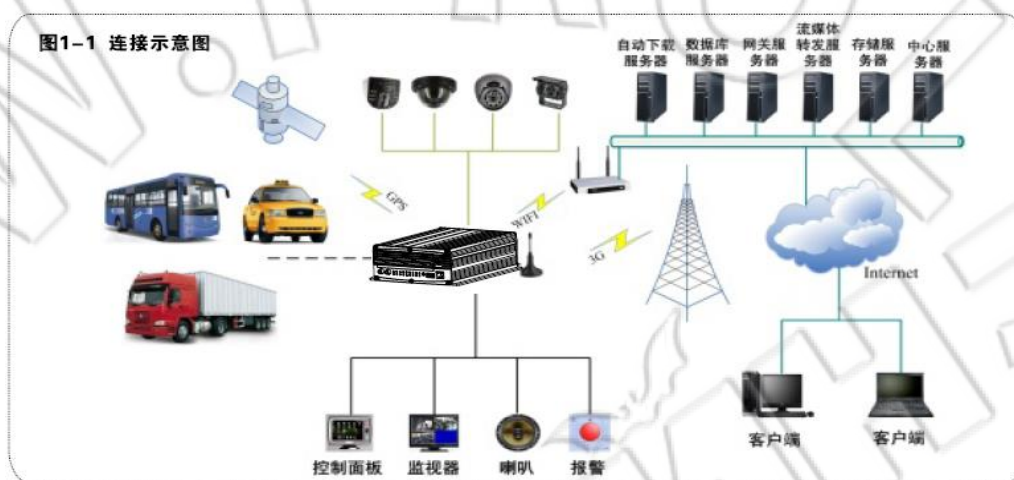 图1-1 连接示意图
自动下载
服务器
数据库
服务器
网关服
务器
流媒体
转发服
务器
存储服
务器
中心服
务器
GPS
WIFI
3G
Internet
控制面板
监视器
喇叭
报警
客户端
客户端